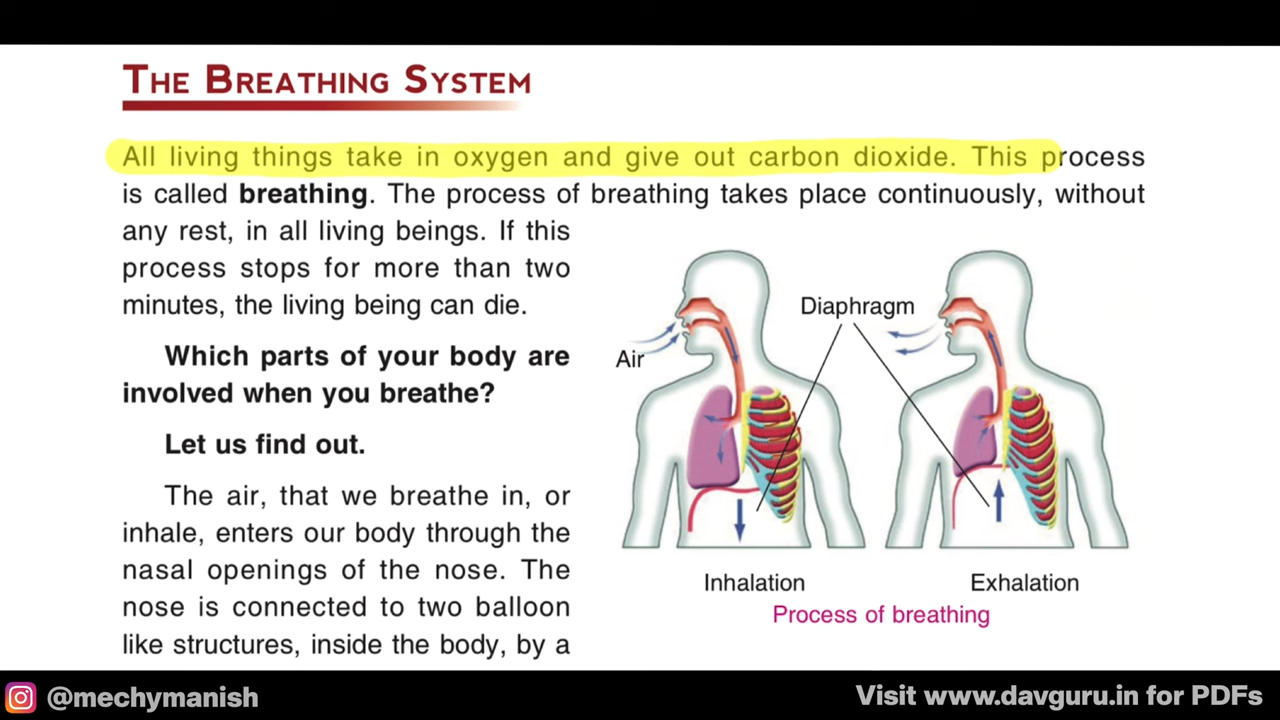 THE BREATHING SYSTEM
All living things take in oxygen and give out carbon dioxide. This process
is called breathing. The process of breathing takes place continuously, without
any rest, in all living beings. If this
process stops for more than two
minutes, the living being can die.
Which parts of your body are
involved when you breathe?
Let us find out.
The air, that we breathe in, or
inhale, enters our body through the
nasal openings of the nose. The
nose is connected to two balloon
like structures, inside the body, by a
Diaphragm
Air
Inhalation
Exhalation
Process of breathing
@mechymanish
Visit www.davguru.in for PDFs